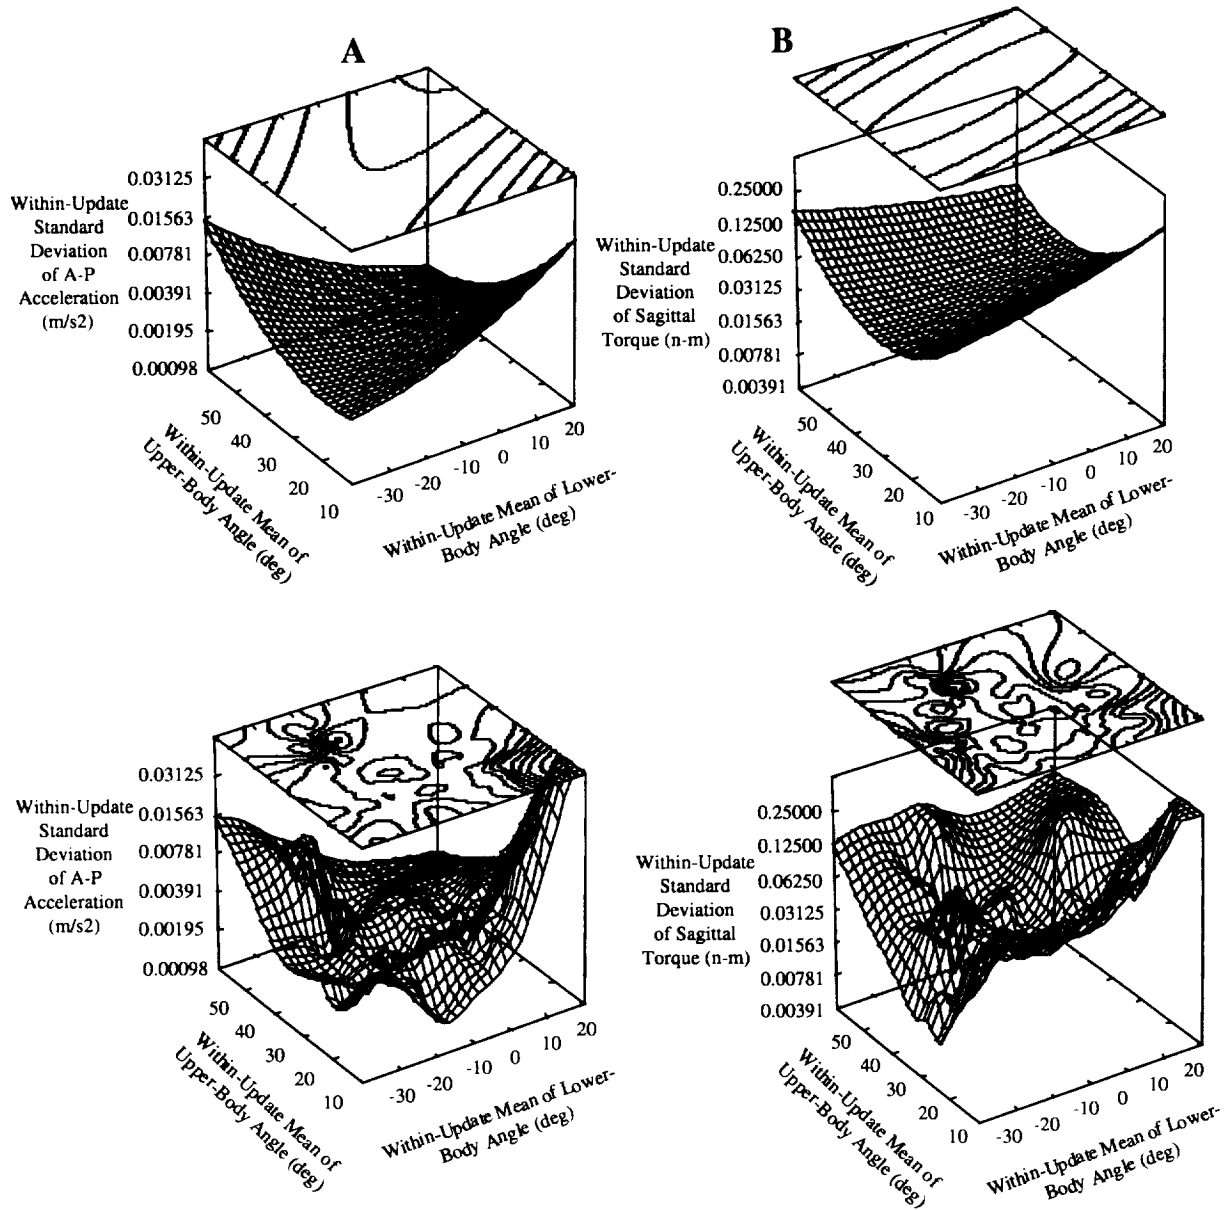 A
0.03125
0.01563
0.00781
0.00391
0.00195
0.00098
Within-Update
Standard
Deviation
of A-P
Acceleration
(m/s2)
50
40
30
20
10
Within-Update Mean of
Upper-Body Angle (deg)
-30
-20
-10
0
10
20
Within-Update Mean of Lower-
Body Angle (deg)
B
0.25000
0.12500
0.06250
0.03125
0.01563
0.00781
0.00391
Within-Update
Standard
Deviation
of Sagittal
Torque (n-m)
50
40
30
20
10
Within-Update Mean of
Upper-Body Angle (deg)
-30
-20
-10
0
10
20
Within-Update Mean of Lower-
Body Angle (deg)
0.03125
0.01563
0.00781
0.00391
0.00195
0.00098
Within-Update
Standard
Deviation
of A-P
Acceleration
(m/s2)
50
40
30
20
10
Within-Update Mean of
Upper-Body Angle (deg)
-30
-20
-10
0
10
20
Within-Update Mean of Lower-
Body Angle (deg)
0.25000
0.12500
0.06250
0.03125
0.01563
0.00781
0.00391
Within-Update
Standard
Deviation
of Sagittal
Torque (n-m)
50
40
30
20
10
Within-Update Mean of
Upper-Body Angle (deg)
-30
-20
-10
0
10
20
Within-Update Mean of Lower-
Body Angle (deg)